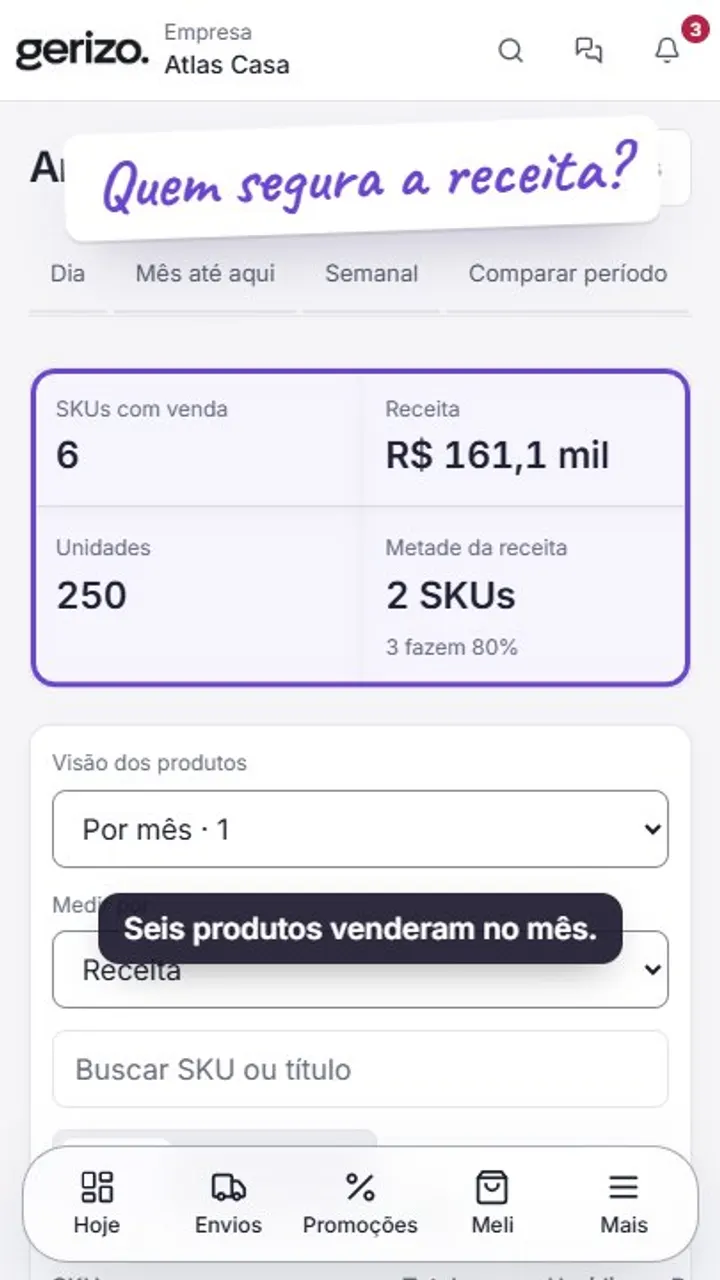 gerizo.
Empresa
Atlas Casa
3
Quem segura a receita?
Dia
Mês até aqui
Semanal
Comparar período
SKUs com venda
6
Receita
R$ 161,1 mil
Unidades
250
Metade da receita
2 SKUs
3 fazem 80%
Visão dos produtos
Por mês · 1
Medir por
Seis produtos venderam no mês.
Receita
Buscar SKU ou título
Hoje
Envios
Promoções
Meli
Mais